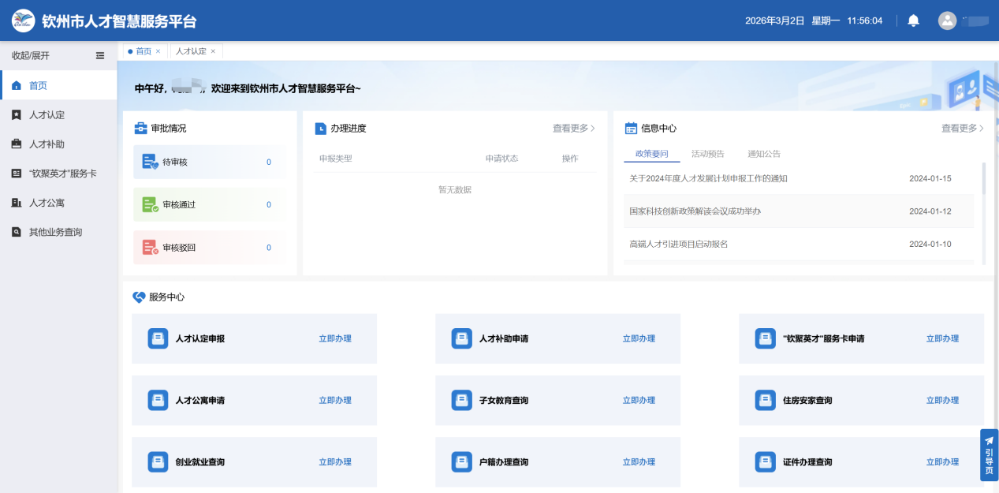 钦州市人才智慧服务平台
2026年3月2日 星期一 11:56:04
收起/展开
首页 ×
人才认定 ×
首页
人才认定
人才补助
“钦聚英才”服务卡
人才公寓
其他业务查询
中午好, , 欢迎来到钦州市人才智慧服务平台~
审批情况
待审核 0
审核通过 0
审核驳回 0
办理进度 查看更多
申报类型 申请状态 操作
暂无数据
信息中心 查看更多
政策要问 活动预告 通知公告
关于2024年度人才发展计划申报工作的通知 2024-01-15
国家科技创新政策解读会议成功举办 2024-01-12
高端人才引进项目启动报名 2024-01-10
服务中心
人才认定申报 立即办理
人才补助申请 立即办理
"钦聚英才"服务卡申请 立即办理
人才公寓申请 立即办理
子女教育查询 立即办理
住房安家查询 立即办理
创业就业查询 立即办理
户籍办理查询 立即办理
证件办理查询 立即办理
引导页